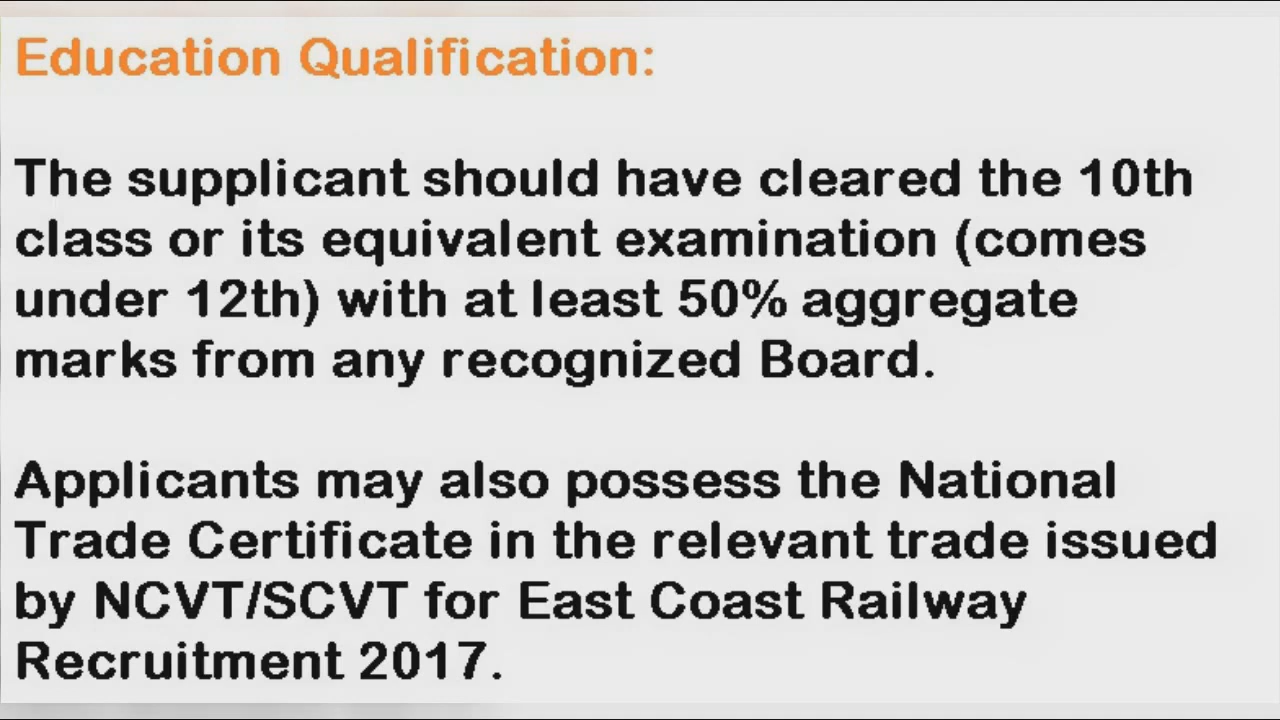 Education Qualification:
The supplicant should have cleared the 10th
class or its equivalent examination (comes
under 12th) with at least 50% aggregate
marks from any recognized Board.
Applicants may also possess the National
Trade Certificate in the relevant trade issued
by NCVT/SCVT for East Coast Railway
Recruitment 2017.